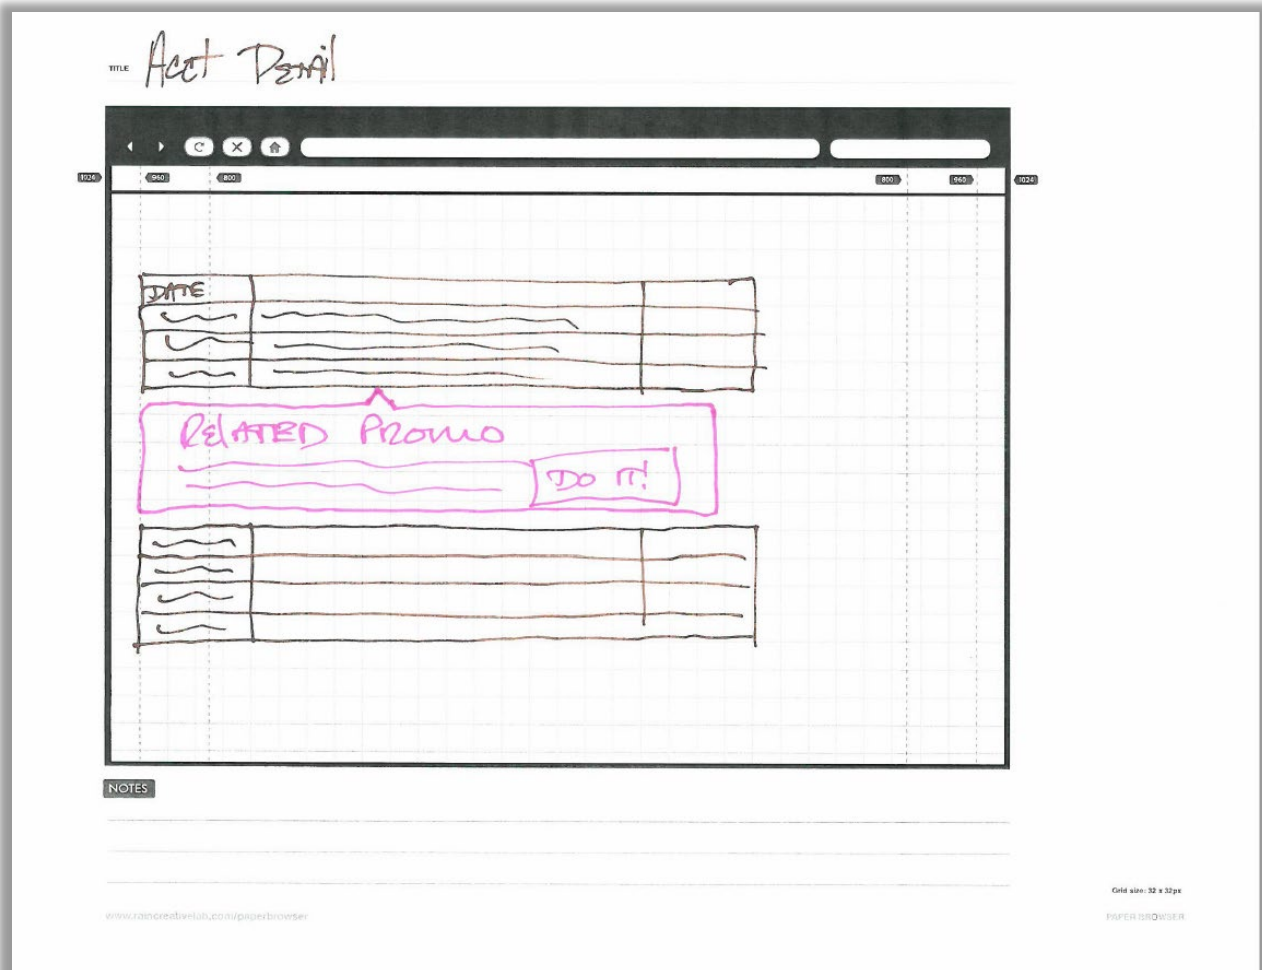 TITLE Acct Detail
1024 960 800 800 960 1024
DATE
RELATED PROMO
DO IT!
NOTES
Grid size: 32 x 32px
www.raincreativelab.com/paperbrowser
PAPER BROWSER